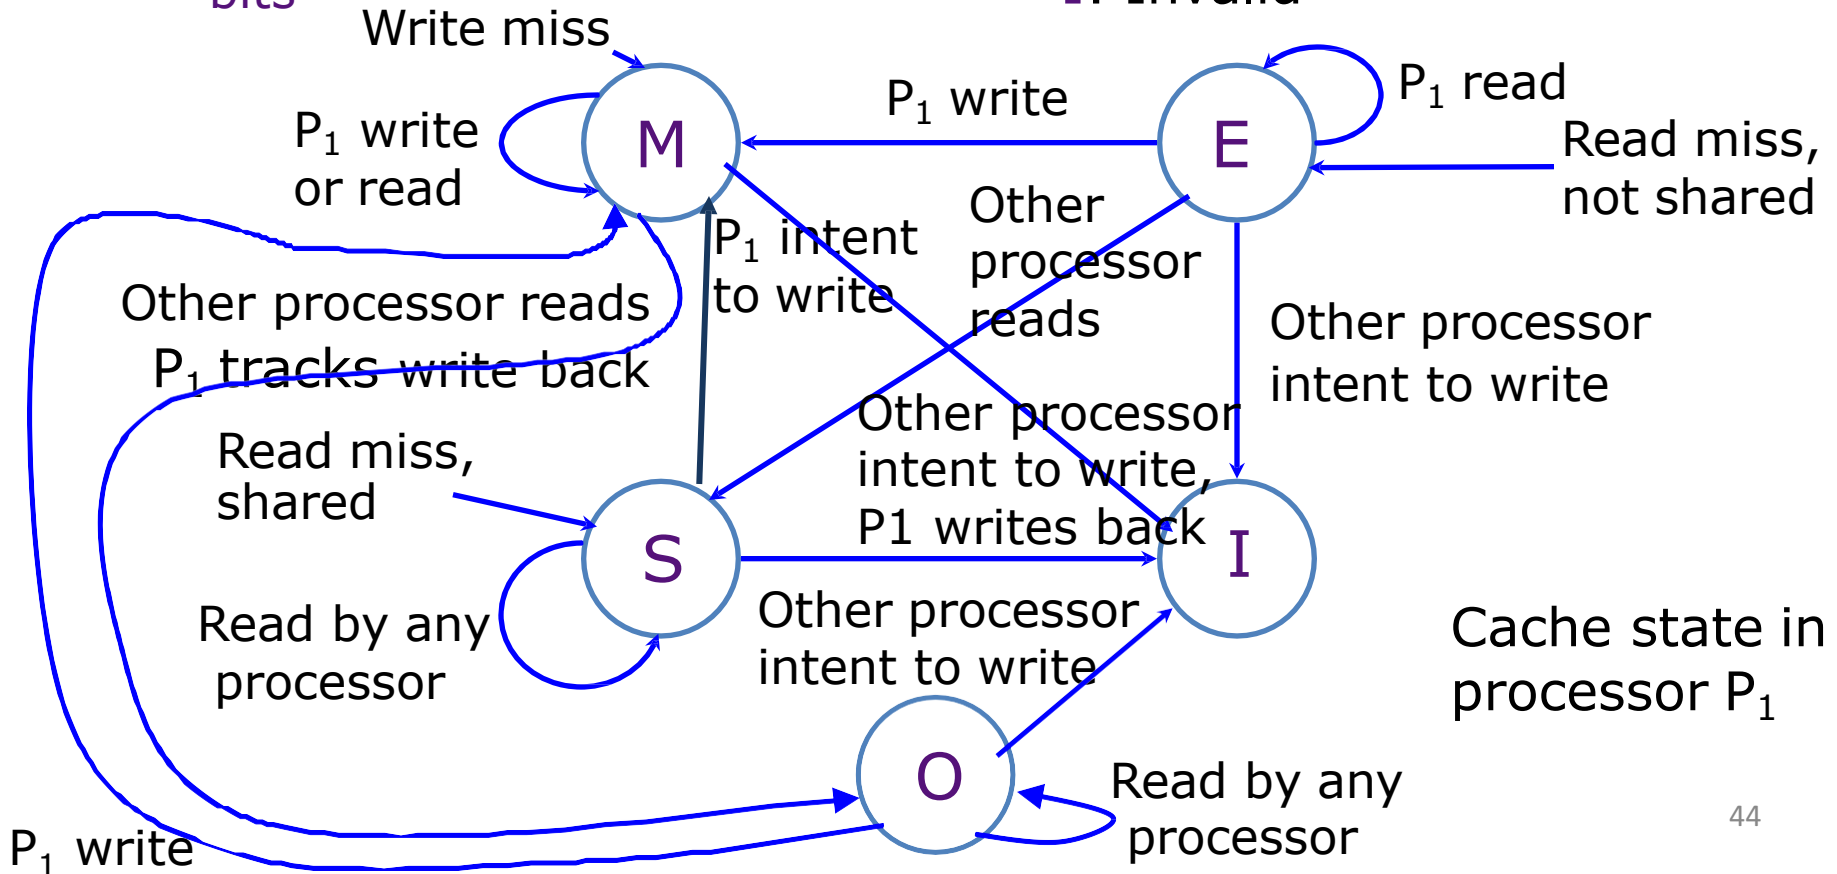 bits
I: Invalid
Write miss
P1 write
P1 read
P1 write
or read
M
E
Read miss,
not shared
Other
processor
reads
P1 intent
to write
Other processor reads
P1 tracks write back
Other processor
intent to write
Other processor
intent to write,
P1 writes back
Read miss,
shared
S
I
Read by any
processor
Other processor
intent to write
Cache state in
processor P1
O
Read by any
processor
44
P1 write